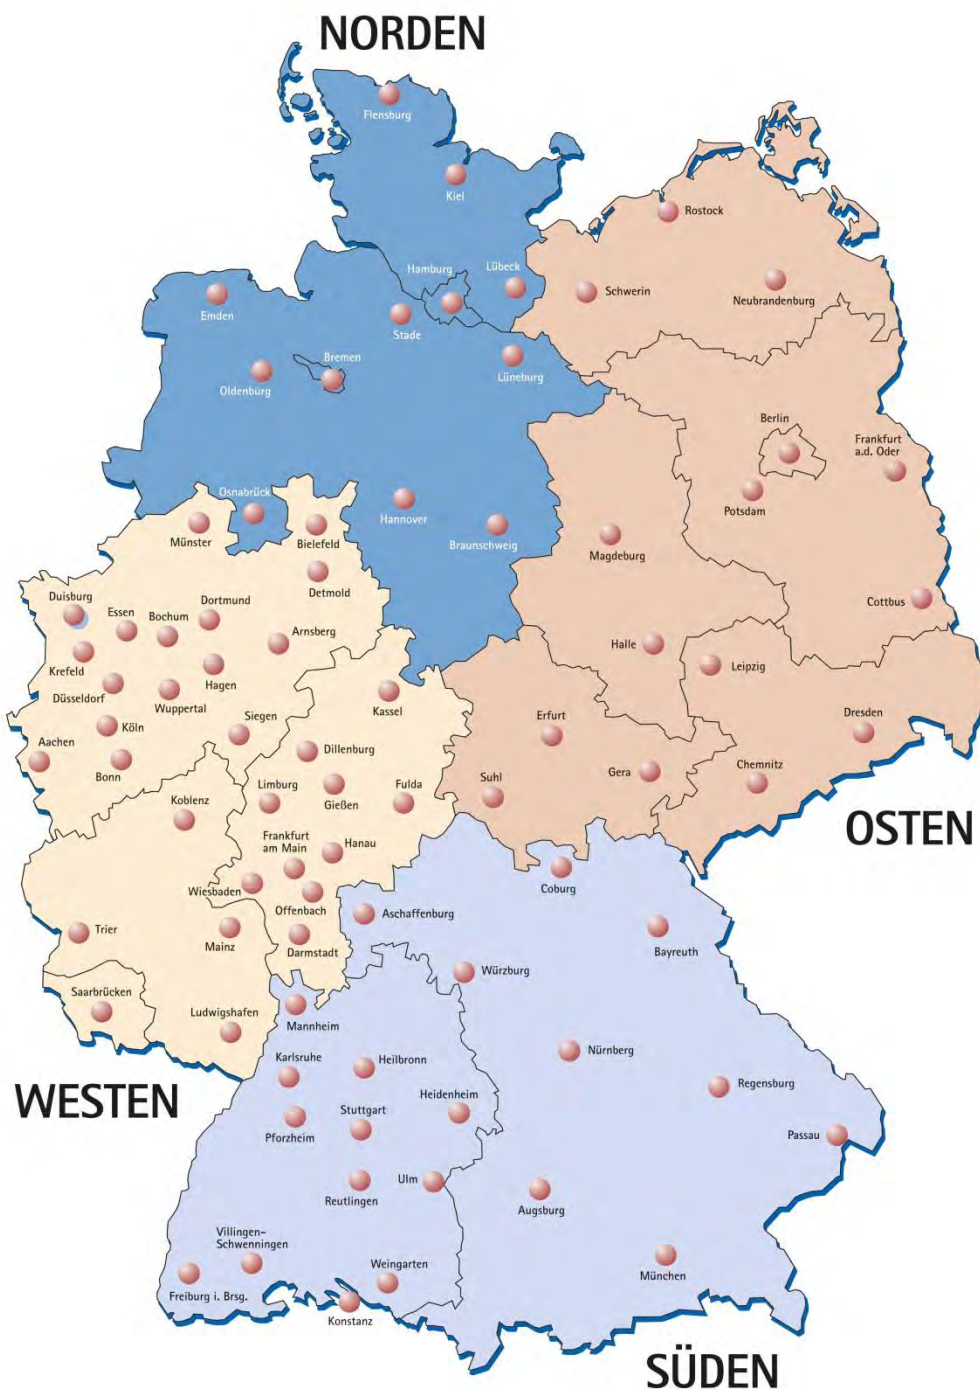 NORDEN
Flensburg
Kiel
Rostock
Hamburg
Lübeck
Schwerin
Neubrandenburg
Emden
Stade
Bremen
Oldenburg
Lüneburg
Berlin
Frankfurt
a.d. Oder
Osnabrück
Hannover
Potsdam
Münster
Bielefeld
Braunschweig
Magdeburg
Detmold
Duisburg
Essen
Bochum
Dortmund
Cottbus
Arnsberg
Halle
Leipzig
Krefeld
Düsseldorf
Hagen
Wuppertal
Kassel
Siegen
Köln
Erfurt
Dresden
Aachen
Bonn
Dillenburg
Gera
Chemnitz
Suhl
Limburg
Gießen
Fulda
Koblenz
OSTEN
Frankfurt
am Main
Hanau
Wiesbaden
Coburg
Offenbach
Aschaffenburg
Trier
Mainz
Darmstadt
Bayreuth
Würzburg
Saarbrücken
Ludwigshafen
Mannheim
WESTEN
Karlsruhe
Heilbronn
Nürnberg
Regensburg
Heidenheim
Pforzheim
Stuttgart
Passau
Reutlingen
Ulm
Augsburg
Villingen-
Schwenningen
Weingarten
München
Freiburg i. Brsg.
Konstanz
SÜDEN